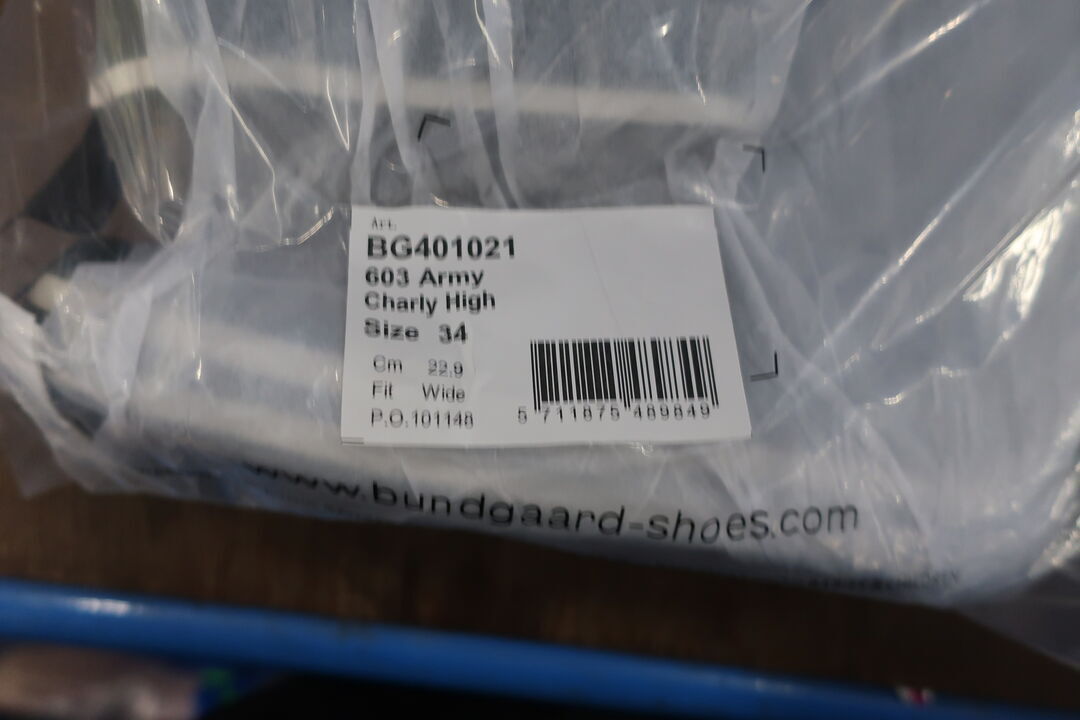 Art.
BG401021
603 Army
Charly High
Size 34
Cm 22.9
Fit Wide
P.O.101148
5 711875 489849
www.bundgaard-shoes.com